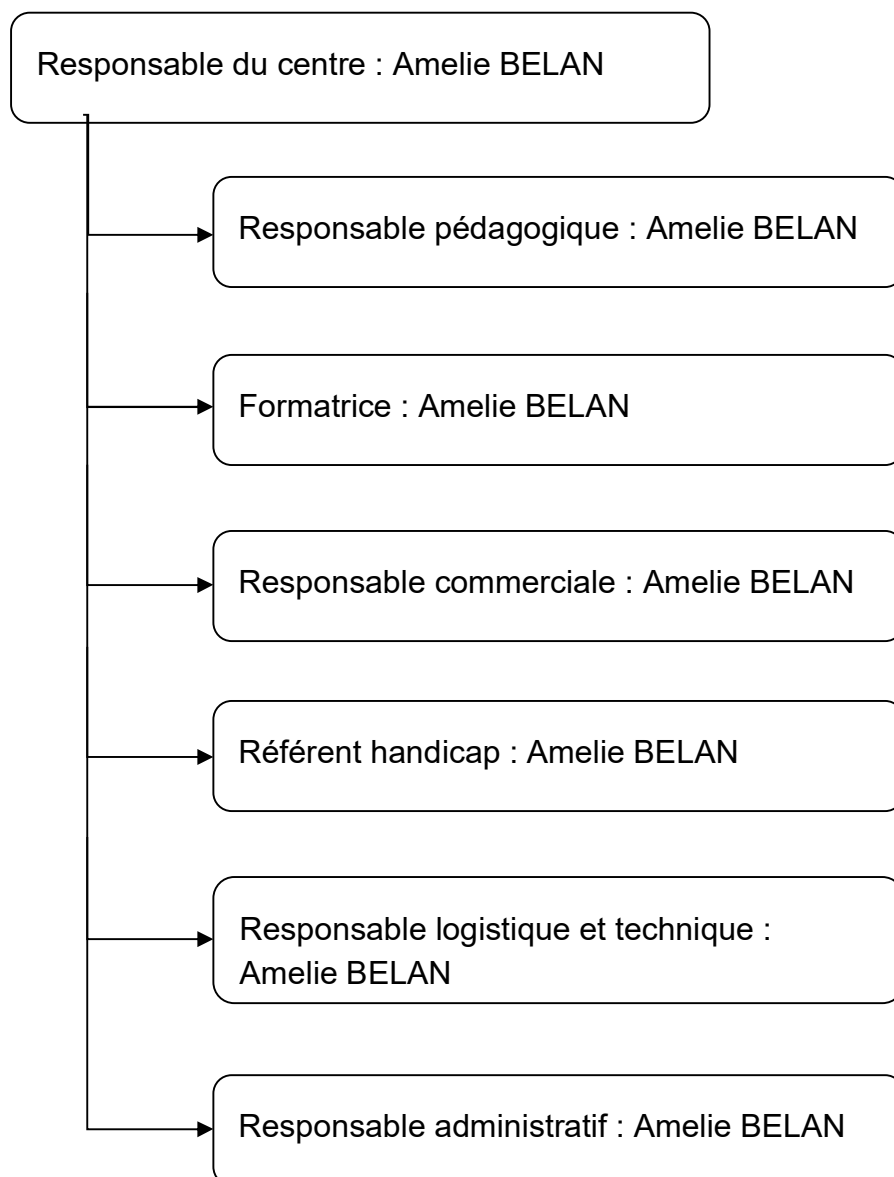 Responsable du centre : Amelie BELAN
Responsable pédagogique : Amelie BELAN
Formatrice : Amelie BELAN
Responsable commerciale : Amelie BELAN
Référent handicap : Amelie BELAN
Responsable logistique et technique :
Amelie BELAN
Responsable administratif : Amelie BELAN